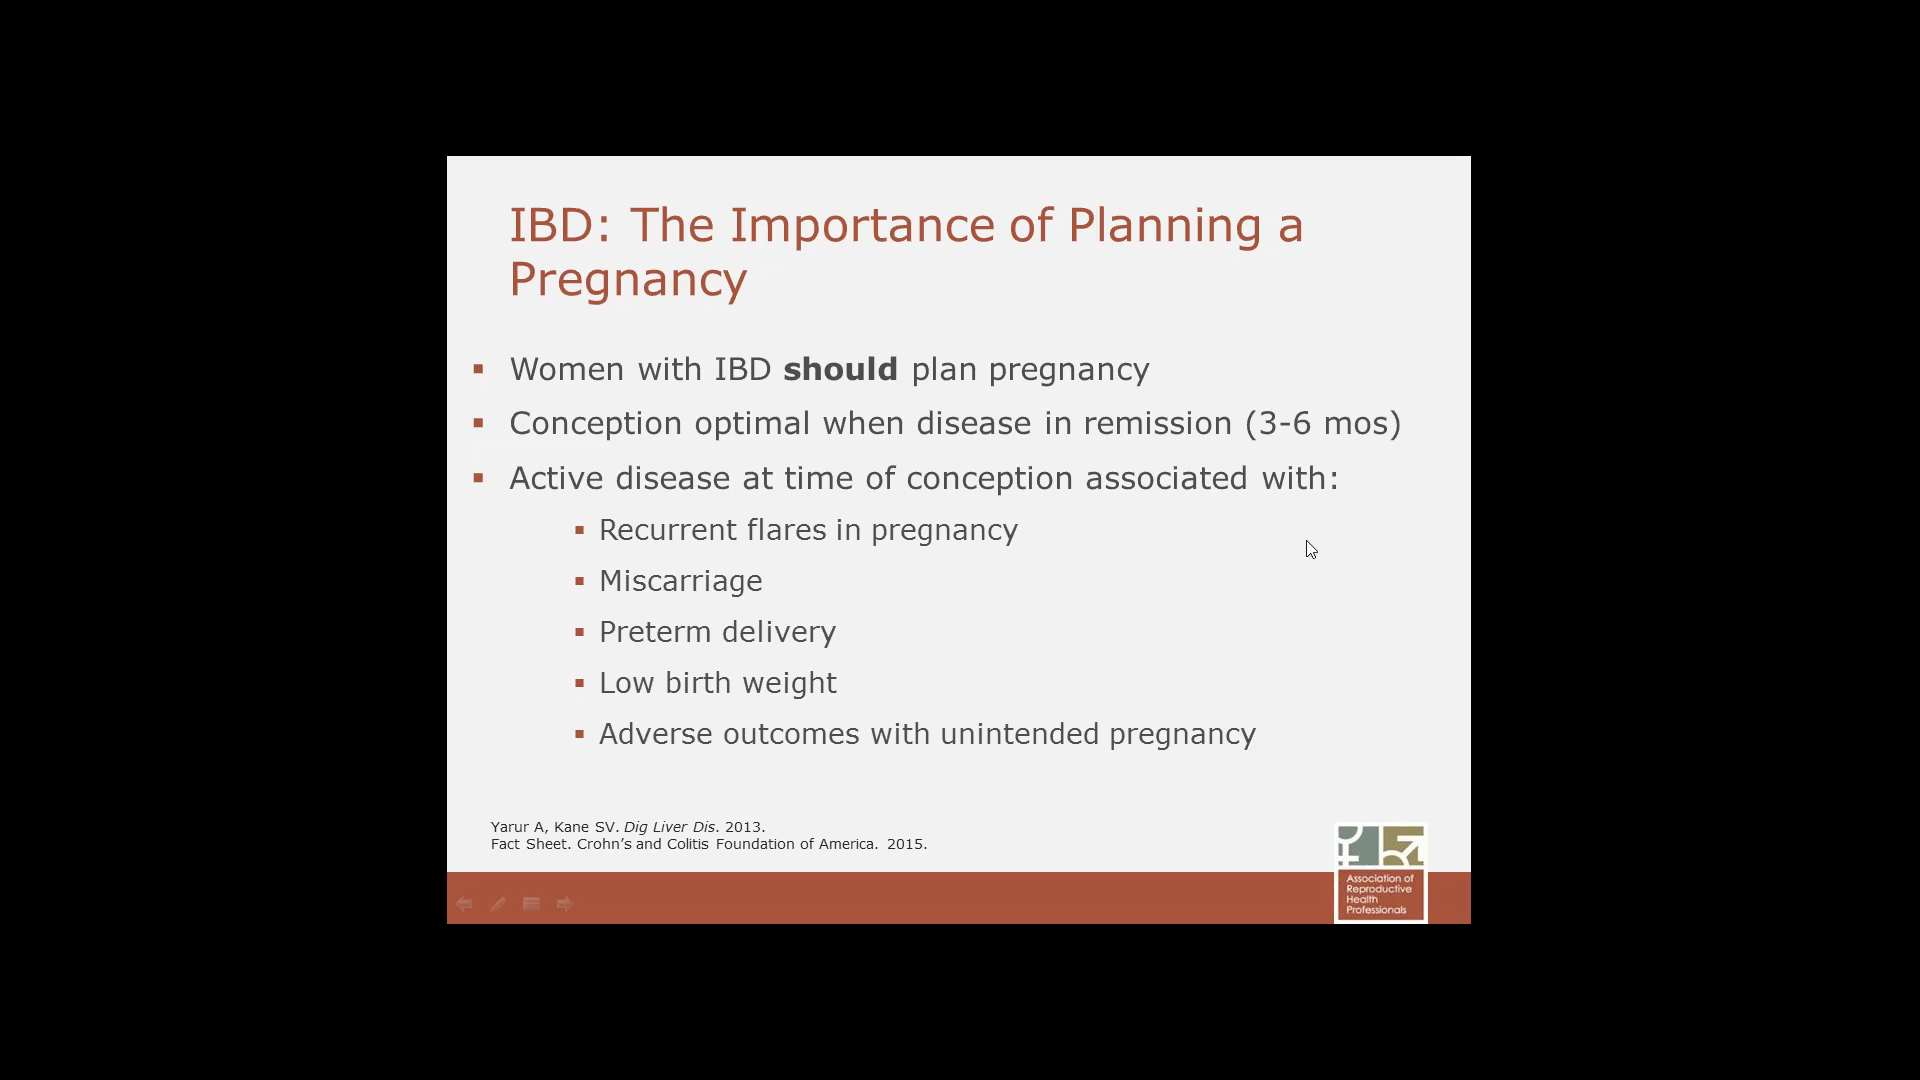 IBD: The Importance of Planning a
Pregnancy
▪ Women with IBD should plan pregnancy
▪ Conception optimal when disease in remission (3-6 mos)
▪ Active disease at time of conception associated with:
▪ Recurrent flares in pregnancy
▪ Miscarriage
▪ Preterm delivery
▪ Low birth weight
▪ Adverse outcomes with unintended pregnancy
Yarur A, Kane SV. Dig Liver Dis. 2013.
Fact Sheet. Crohn’s and Colitis Foundation of America. 2015.
Association of
Reproductive
Health
Professionals